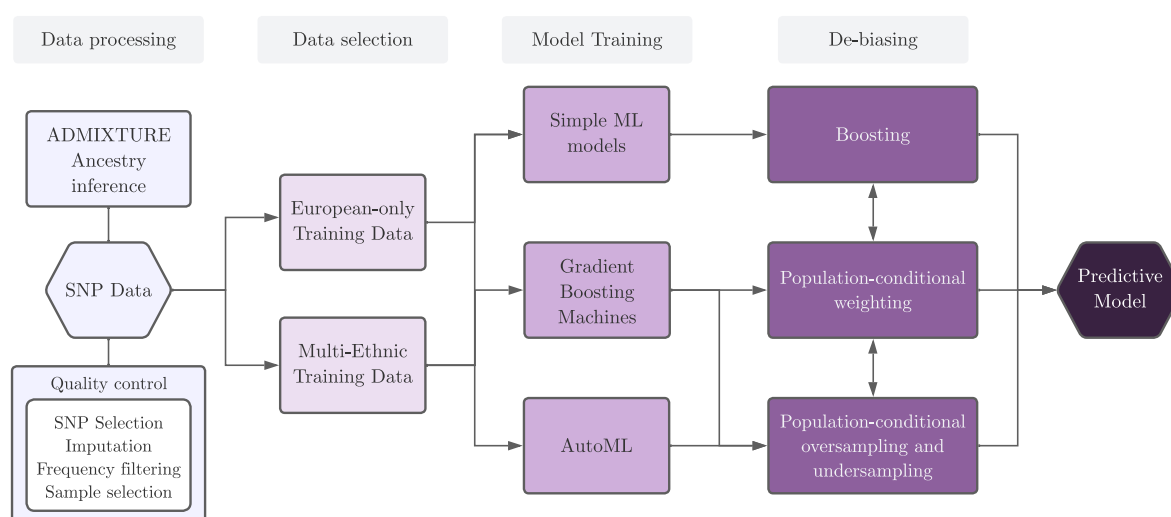 Data processing
Data selection
Model Training
De-biasing
ADMIXTURE
Ancestry
inference
SNP Data
Quality control
SNP Selection
Imputation
Frequency filtering
Sample selection
European-only
Training Data
Multi-Ethnic
Training Data
Simple ML
models
Gradient
Boosting
Machines
AutoML
Boosting
Population-conditional
weighting
Population-conditional
oversampling and
undersampling
Predictive
Model